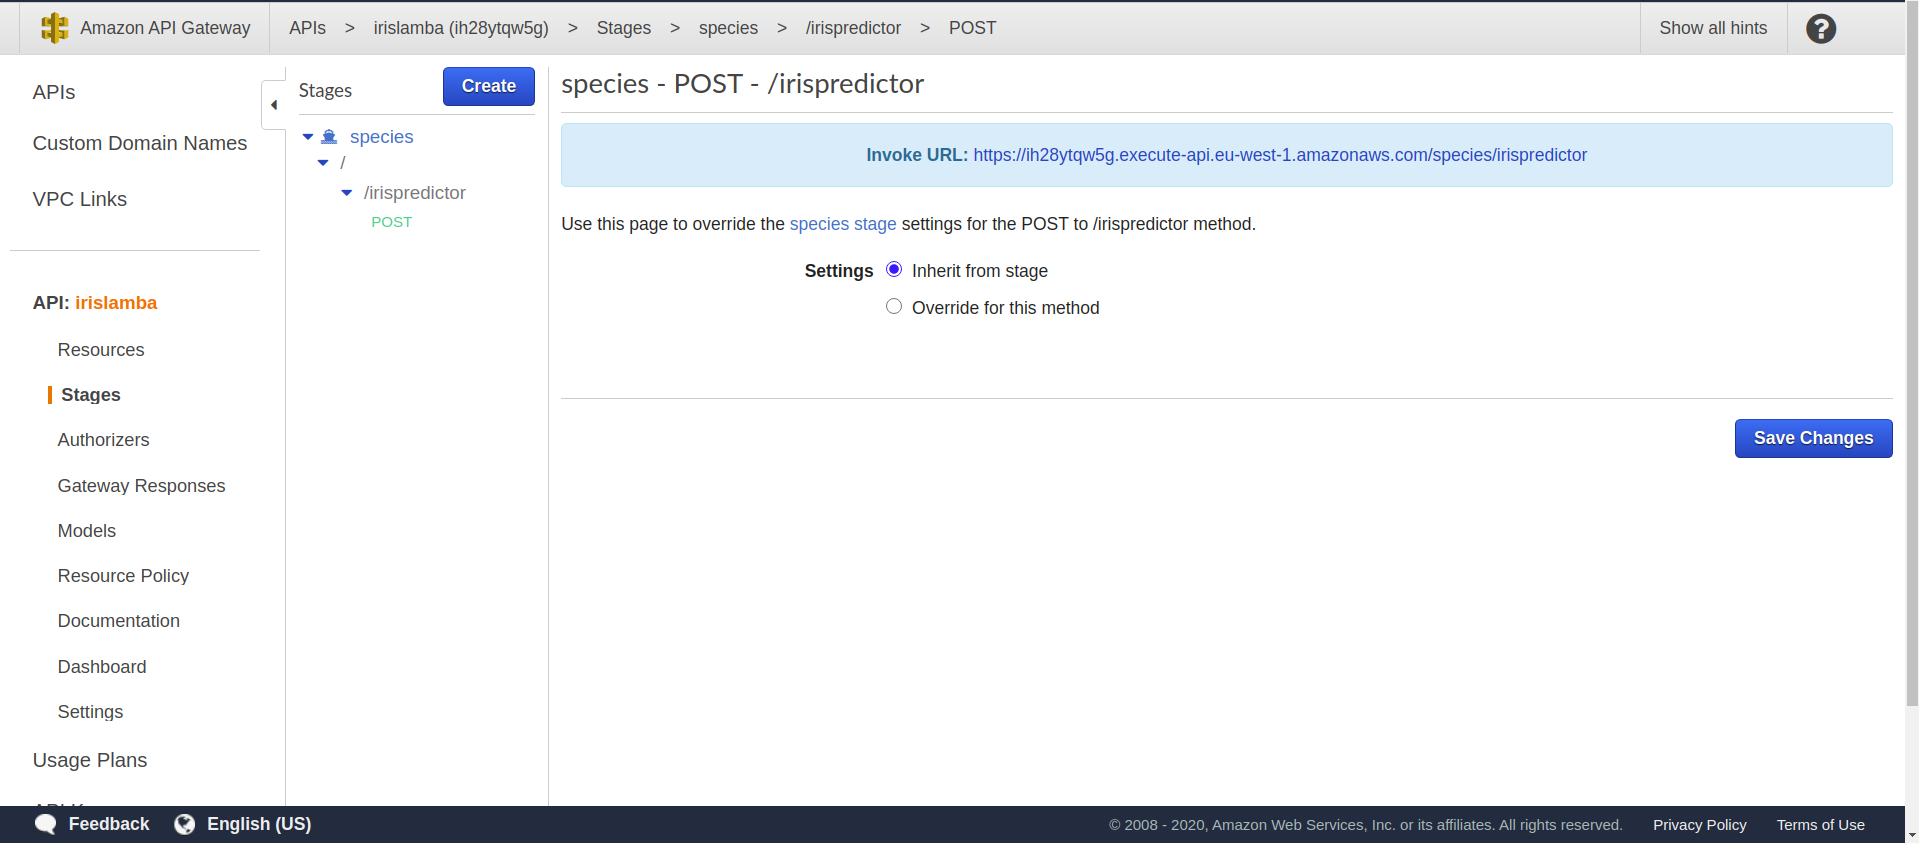 Amazon API Gateway APIs > irislamba (ih28ytqw5g) > Stages > species > /irispredictor > POST Show all hints ?
APIs
Custom Domain Names
VPC Links
API: irislamba
Resources
Stages
Authorizers
Gateway Responses
Models
Resource Policy
Documentation
Dashboard
Settings
Usage Plans
Stages Create
species
/
/irispredictor
POST
species - POST - /irispredictor
Invoke URL: https://ih28ytqw5g.execute-api.eu-west-1.amazonaws.com/species/irispredictor
Use this page to override the species stage settings for the POST to /irispredictor method.
Settings Inherit from stage
Override for this method
Save Changes
Feedback English (US) © 2008 - 2020, Amazon Web Services, Inc. or its affiliates. All rights reserved. Privacy Policy Terms of Use